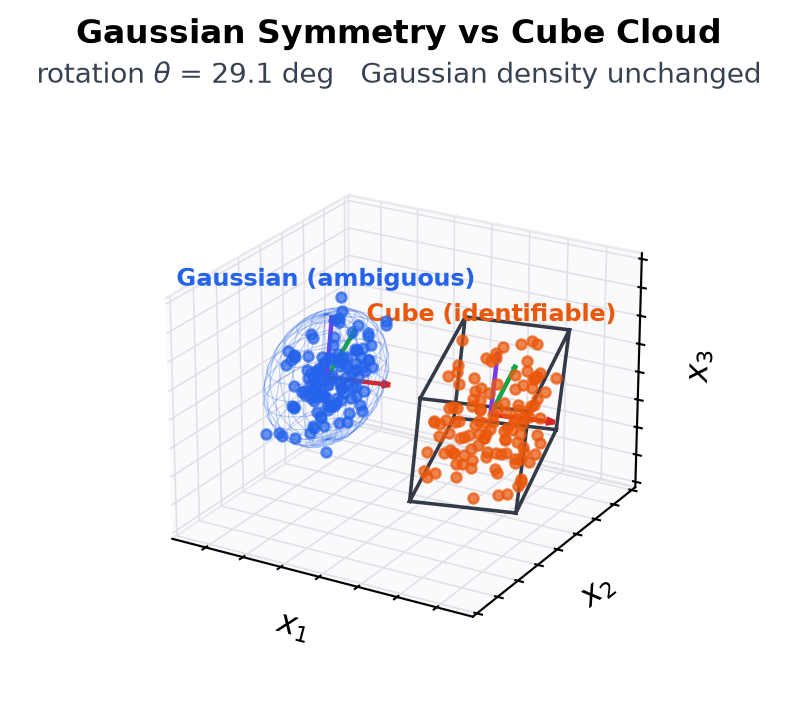 Gaussian Symmetry vs Cube Cloud
rotation θ = 29.1 deg   Gaussian density unchanged
Gaussian (ambiguous)
Cube (identifiable)
x₃
x₂
x₁